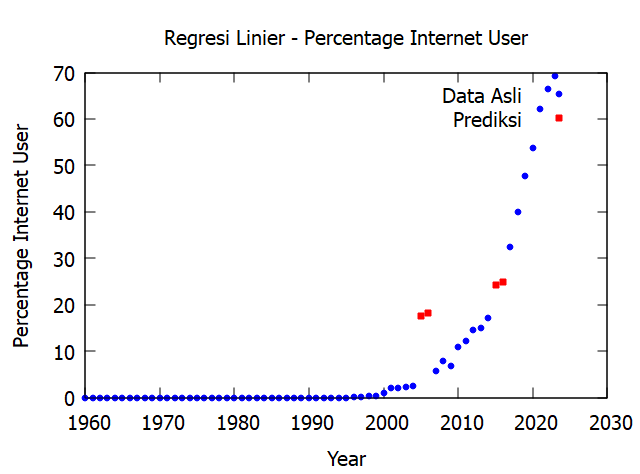 Regresi Linier - Percentage Internet User
70
60
50
40
30
20
10
0
Percentage Internet User
Data Asli
Prediksi
1960 1970 1980 1990 2000 2010 2020 2030
Year